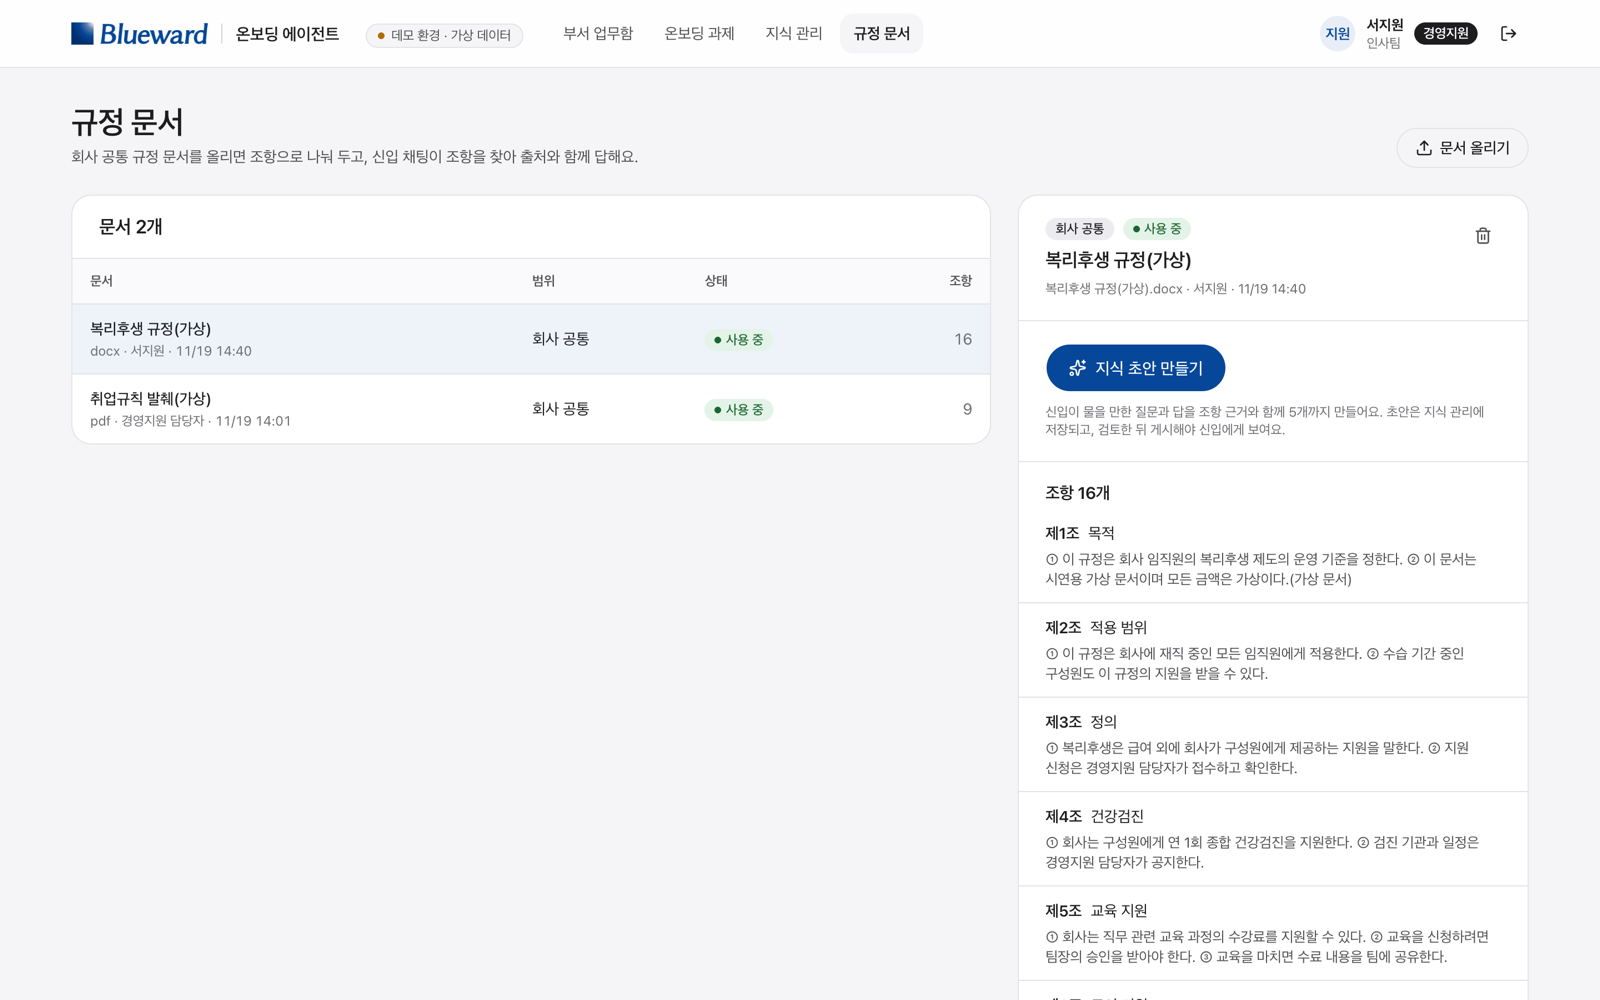 Blueward
온보딩 에이전트
데모 환경 · 가상 데이터
부서 업무함
온보딩 과제
지식 관리
규정 문서
지원
서지원
인사팀
경영지원
규정 문서
회사 공통 규정 문서를 올리면 조항으로 나눠 두고, 신입 채팅이 조항을 찾아 출처와 함께 답해요.
문서 올리기
문서 2개
문서 범위 상태 조항
복리후생 규정(가상)
docx · 서지원 · 11/19 14:40
회사 공통
사용 중
16
취업규칙 발췌(가상)
pdf · 경영지원 담당자 · 11/19 14:01
회사 공통
사용 중
9
회사 공통
사용 중
복리후생 규정(가상)
복리후생 규정(가상).docx · 서지원 · 11/19 14:40
지식 초안 만들기
신입이 물을 만한 질문과 답을 조항 근거와 함께 5개까지 만들어요. 초안은 지식 관리에
저장되고, 검토한 뒤 게시해야 신입에게 보여요.
조항 16개
제1조 목적
① 이 규정은 회사 임직원의 복리후생 제도의 운영 기준을 정한다. ② 이 문서는
시연용 가상 문서이며 모든 금액은 가상이다.(가상 문서)
제2조 적용 범위
① 이 규정은 회사에 재직 중인 모든 임직원에게 적용한다. ② 수습 기간 중인
구성원도 이 규정의 지원을 받을 수 있다.
제3조 정의
① 복리후생은 급여 외에 회사가 구성원에게 제공하는 지원을 말한다. ② 지원
신청은 경영지원 담당자가 접수하고 확인한다.
제4조 건강검진
① 회사는 구성원에게 연 1회 종합 건강검진을 지원한다. ② 검진 기관과 일정은
경영지원 담당자가 공지한다.
제5조 교육 지원
① 회사는 직무 관련 교육 과정의 수강료를 지원할 수 있다. ② 교육을 신청하려면
팀장의 승인을 받아야 한다. ③ 교육을 마치면 수료 내용을 팀에 공유한다.